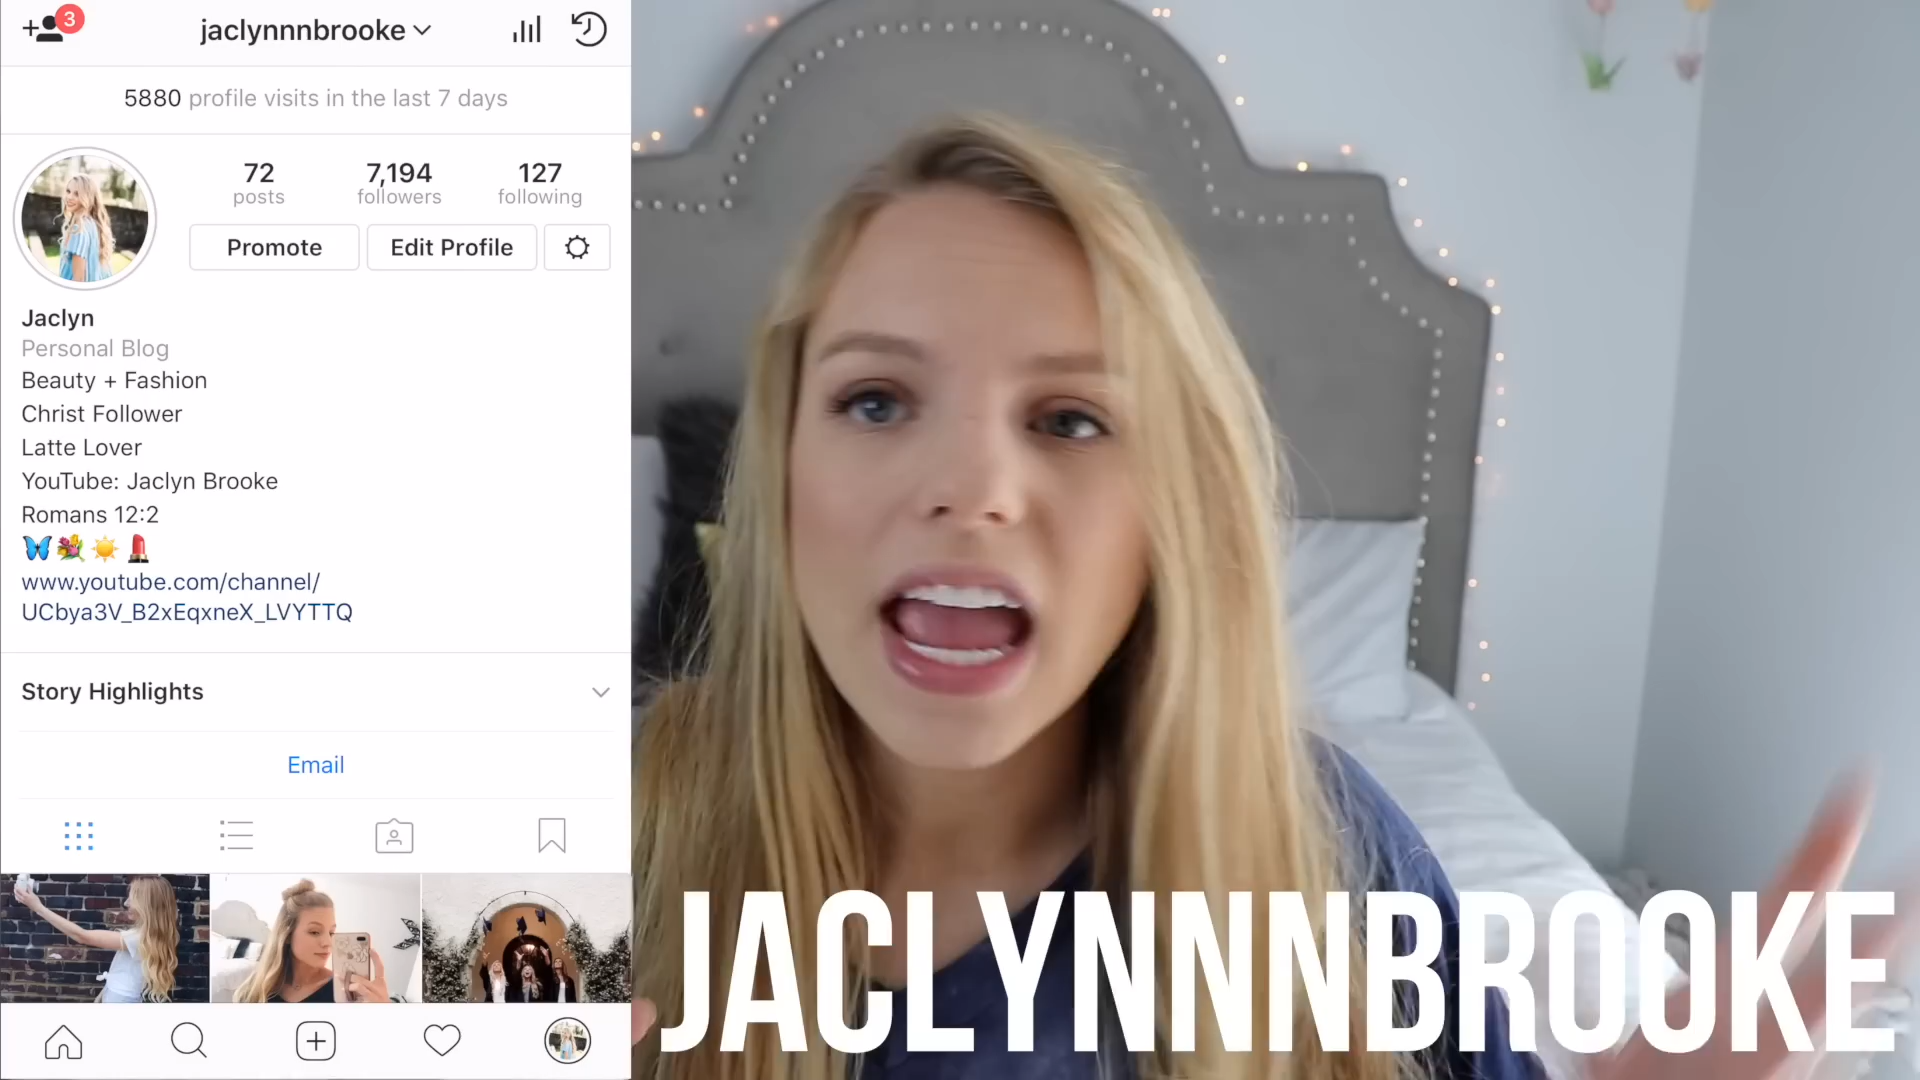 3
jaclynnnbrooke
5880 profile visits in the last 7 days
72 7,194 127
posts followers following
Promote Edit Profile
Jaclyn
Personal Blog
Beauty + Fashion
Christ Follower
Latte Lover
YouTube: Jaclyn Brooke
Romans 12:2
🦋💐☀️💄
www.youtube.com/channel/
UCbya3V_B2xEqxneX_LVYTTQ
Story Highlights
Email
JACLYNNNBROOKE